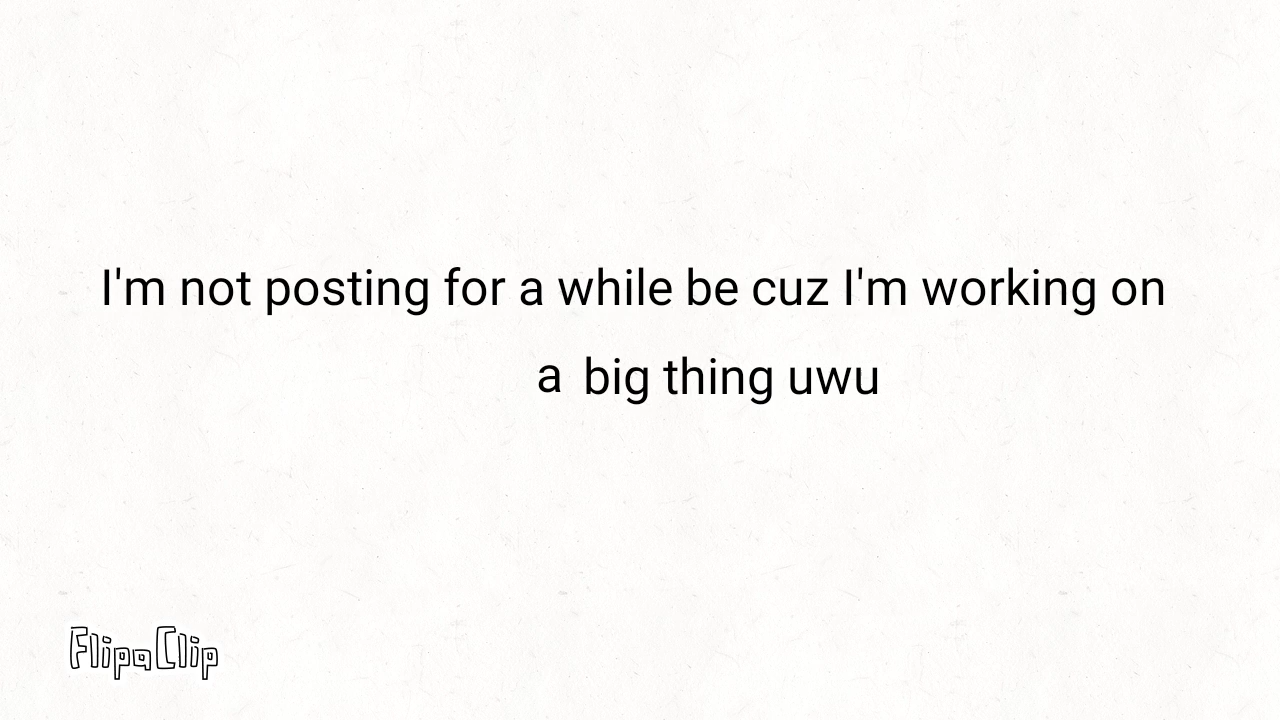 I'm not posting for a while be cuz I'm working on
a big thing uwu
FlipaClip